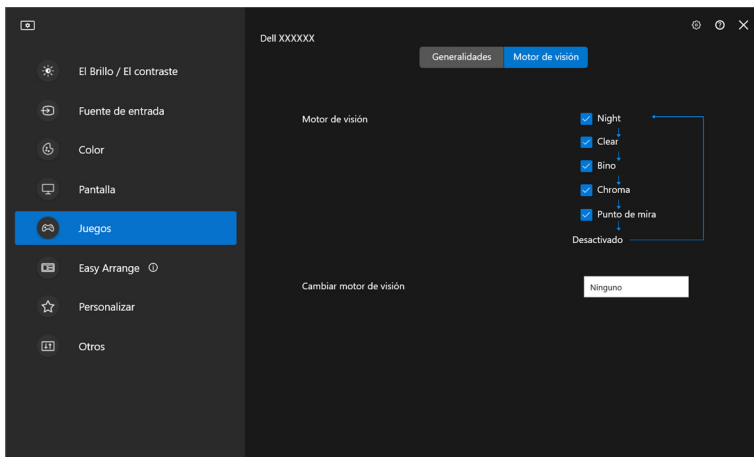 Dell XXXXXX
Generalidades
Motor de visión
El Brillo / El contraste
Fuente de entrada
Color
Pantalla
Juegos
Easy Arrange
Personalizar
Otros
Motor de visión
Night
Clear
Bino
Chroma
Punto de mira
Desactivado
Cambiar motor de visión
Ninguno